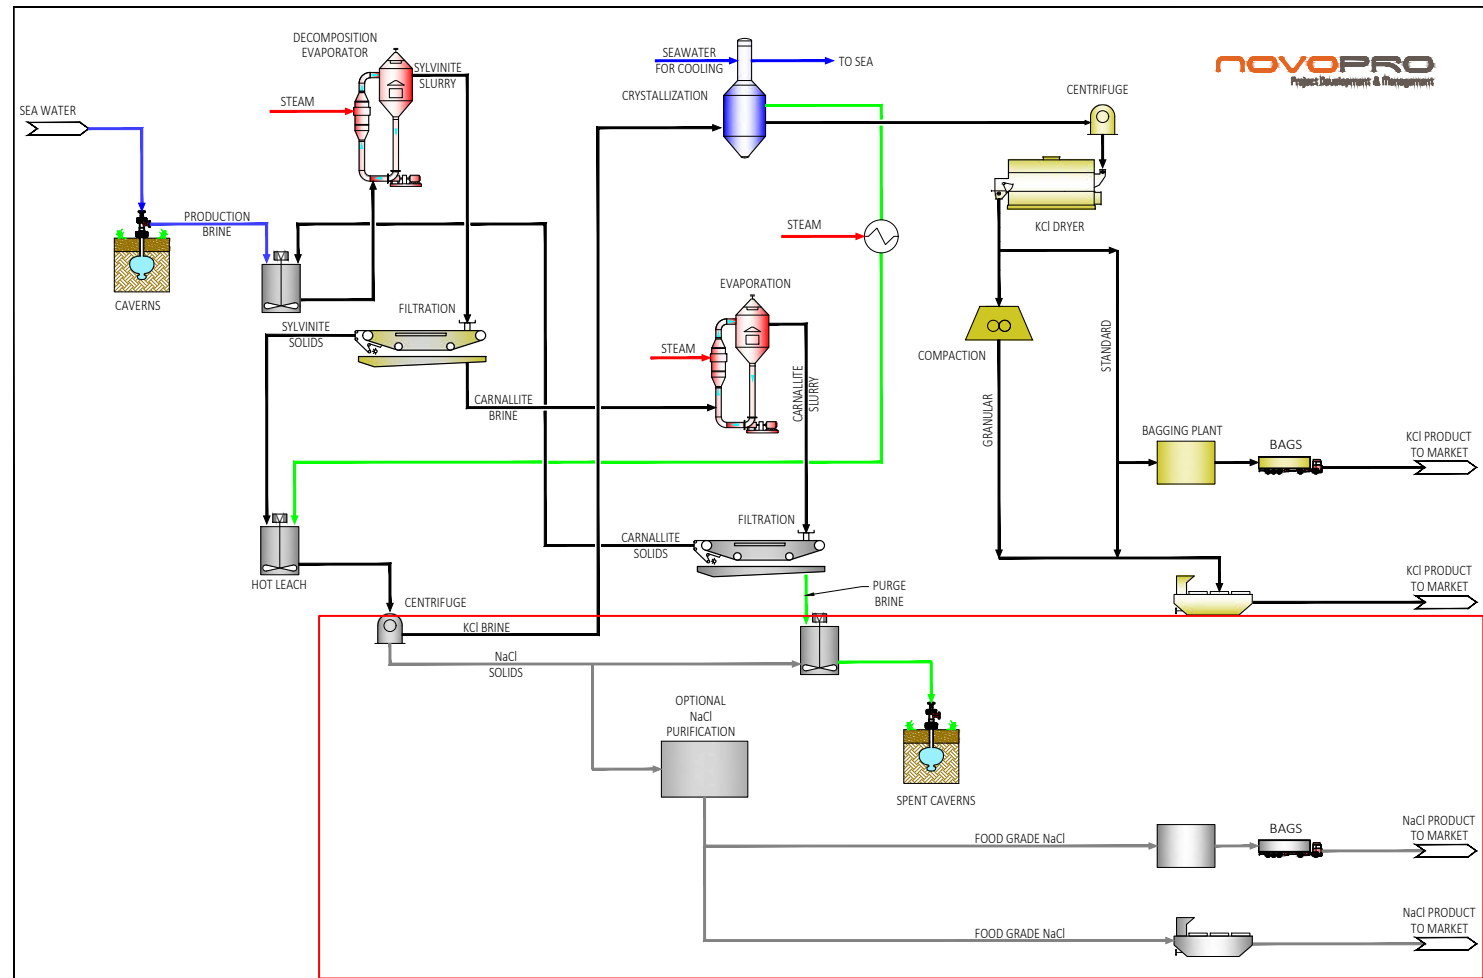 DECOMPOSITION
EVAPORATOR
SYLVINITE
SLURRY
SEAWATER
FOR COOLING
TO SEA
NOVOPRO
Project Development & Management
CRYSTALLIZATION
CENTRIFUGE
SEA WATER
STEAM
PRODUCTION
BRINE
STEAM
KCl DRYER
CAVERNS
EVAPORATION
FILTRATION
SYLVINITE
SOLIDS
STEAM
COMPACTION
STANDARD
CARNALLITE
SLURRY
CARNALLITE
BRINE
GRANULAR
BAGGING PLANT
BAGS
KCl PRODUCT
TO MARKET
FILTRATION
CARNALLITE
SOLIDS
HOT LEACH
PURGE
BRINE
KCl PRODUCT
TO MARKET
CENTRIFUGE
KCl BRINE
NaCl
SOLIDS
OPTIONAL
NaCl
PURIFICATION
SPENT CAVERNS
FOOD GRADE NaCl
BAGS
NaCl PRODUCT
TO MARKET
FOOD GRADE NaCl
NaCl PRODUCT
TO MARKET